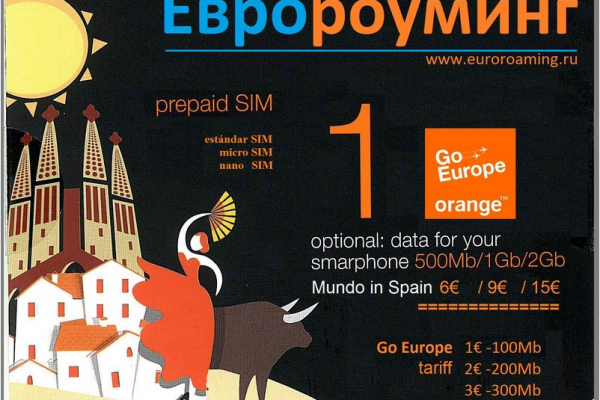 Евророуминг
www.euroroaming.ru
prepaid SIM
estándar SIM
micro SIM
nano SIM
1
Go
Europe
orange™
optional: data for your
smarphone 500Mb/1Gb/2Gb
Mundo in Spain 6€ / 9€ / 15€
==============
Go Europe 1€ -100Mb
tariff 2€ -200Mb
3€ -300Mb